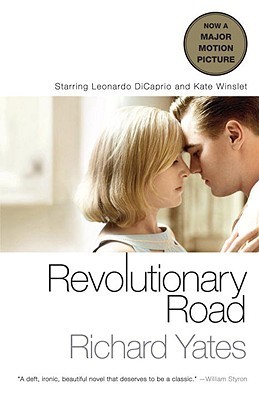 NOW A
MAJOR
MOTION
PICTURE
Starring Leonardo DiCaprio and Kate Winslet
Revolutionary
Road
Richard Yates
"A deft, ironic, beautiful novel that deserves to be a classic." —William Styron